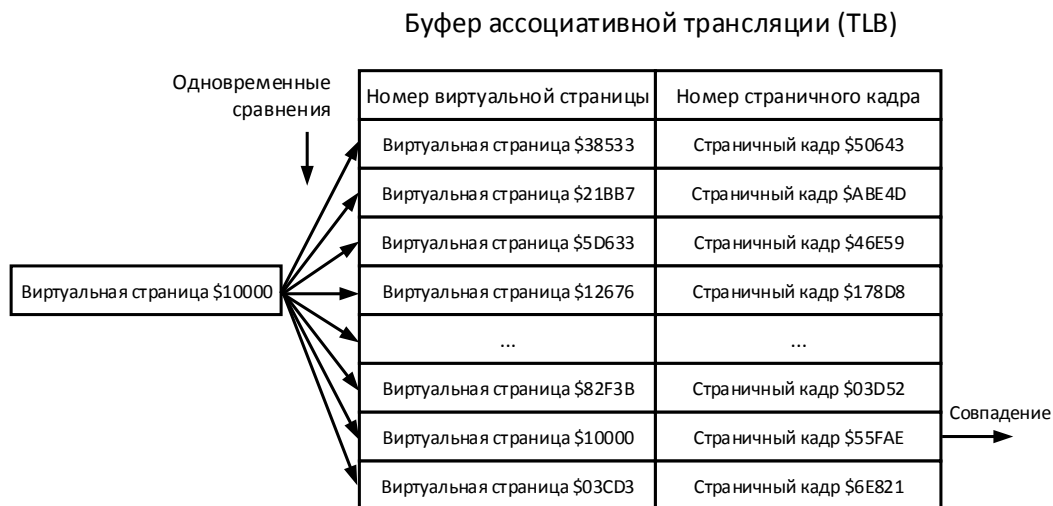 Буфер ассоциативной трансляции (TLB)
Одновременные
сравнения
Номер виртуальной страницы Номер страничного кадра
Виртуальная страница $38533 Страничный кадр $50643
Виртуальная страница $21BB7 Страничный кадр $ABE4D
Виртуальная страница $5D633 Страничный кадр $46E59
Виртуальная страница $10000
Виртуальная страница $12676 Страничный кадр $178D8
... ...
Виртуальная страница $82F3B Страничный кадр $03D52
Виртуальная страница $10000 Страничный кадр $55FAE
Совпадение
Виртуальная страница $03CD3 Страничный кадр $6E821